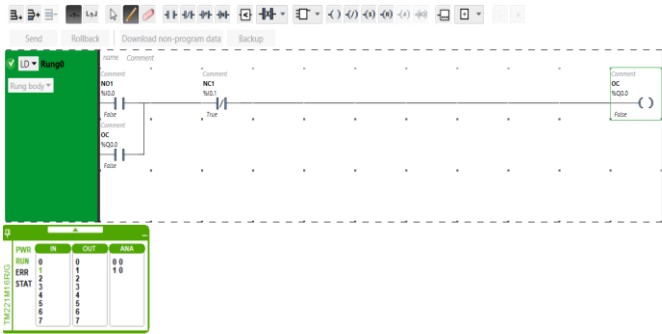 Send Rollback Download non-program data Backup
LD Rung0 name Comment
Rung body
Comment Comment Comment
NO1 NC1 OC
%I0.0 %I0.1 %Q0.0
False True False
Comment
OC
%Q0.0
False
IN OUT ANA
PWR
RUN 0 0 0 0
ERR 1 1 1 0
STAT 2 2
3 3
4 4
5 5
6 6
7 7
TM221M16R/G